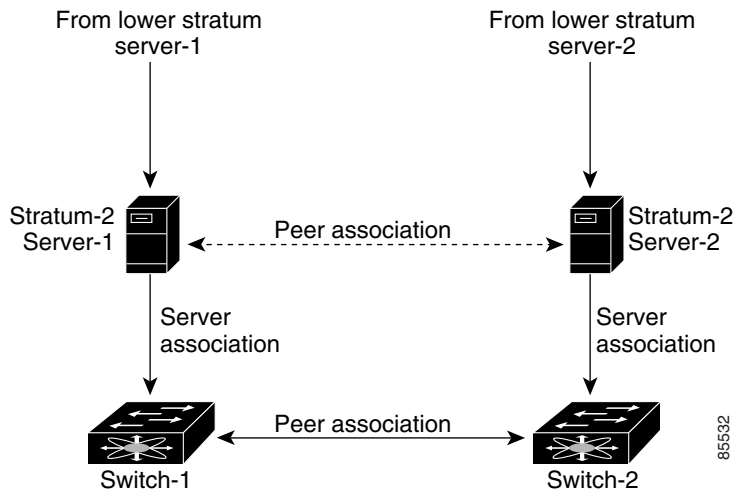 From lower stratum
server-1
From lower stratum
server-2
Stratum-2
Server-1
Peer association
Stratum-2
Server-2
Server
association
Server
association
Peer association
Switch-1
Switch-2
85532